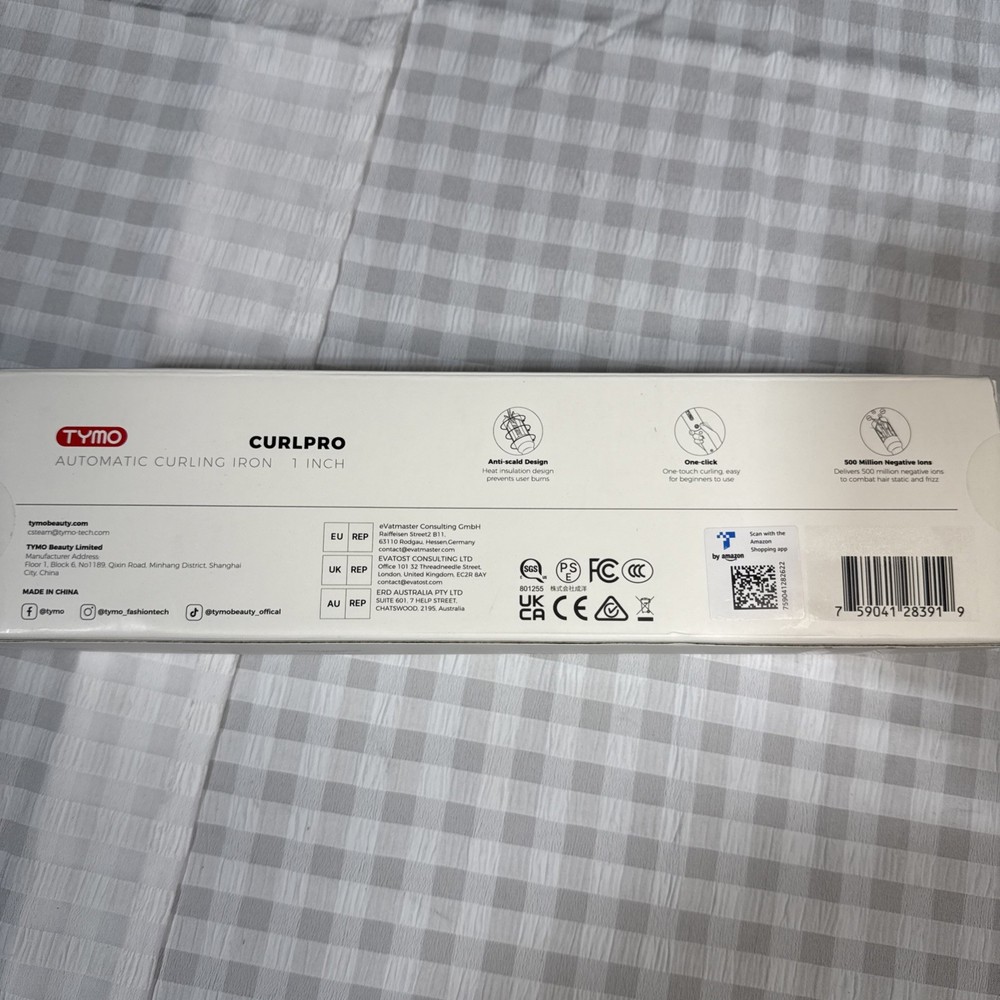 TYMO
CURLPRO
AUTOMATIC CURLING IRON 1 INCH
Anti-scald Design
Heat insulation design
prevents user burns
One-click
One-touch curling, easy
for beginners to use
500 Million Negative Ions
Delivers 500 million negative ions
to combat hair static and frizz
tymobeauty.com
csteam@tymo-tech.com
TYMO Beauty Limited
Manufacturer Address:
Floor 1, Block 6, No1189, Qixin Road, Minhang District, Shanghai
City, China
MADE IN CHINA
@tymo
@tymo_fashiontech
@tymobeauty_offical
EU REP
eVatmaster Consulting GmbH
Raiffeisen Street2 B11,
63110 Rodgau, Hessen,Germany
contact@evatmaster.com
UK REP
EVATOST CONSULTING LTD
Office 101 32 Threadneedle Street,
London, United Kingdom, EC2R 8AY
contact@evatost.com
AU REP
ERD AUSTRALIA PTY LTD
SUITE 601. 7 HELP STREET,
CHATSWOOD. 2195, Australia
SGS
801255
PS
E
株式会社成洋
FC
CCC
UK
CA
CE
T
by amazon
Scan with the
Amazon
Shopping app
7590412826​22
7 59041 28391 9